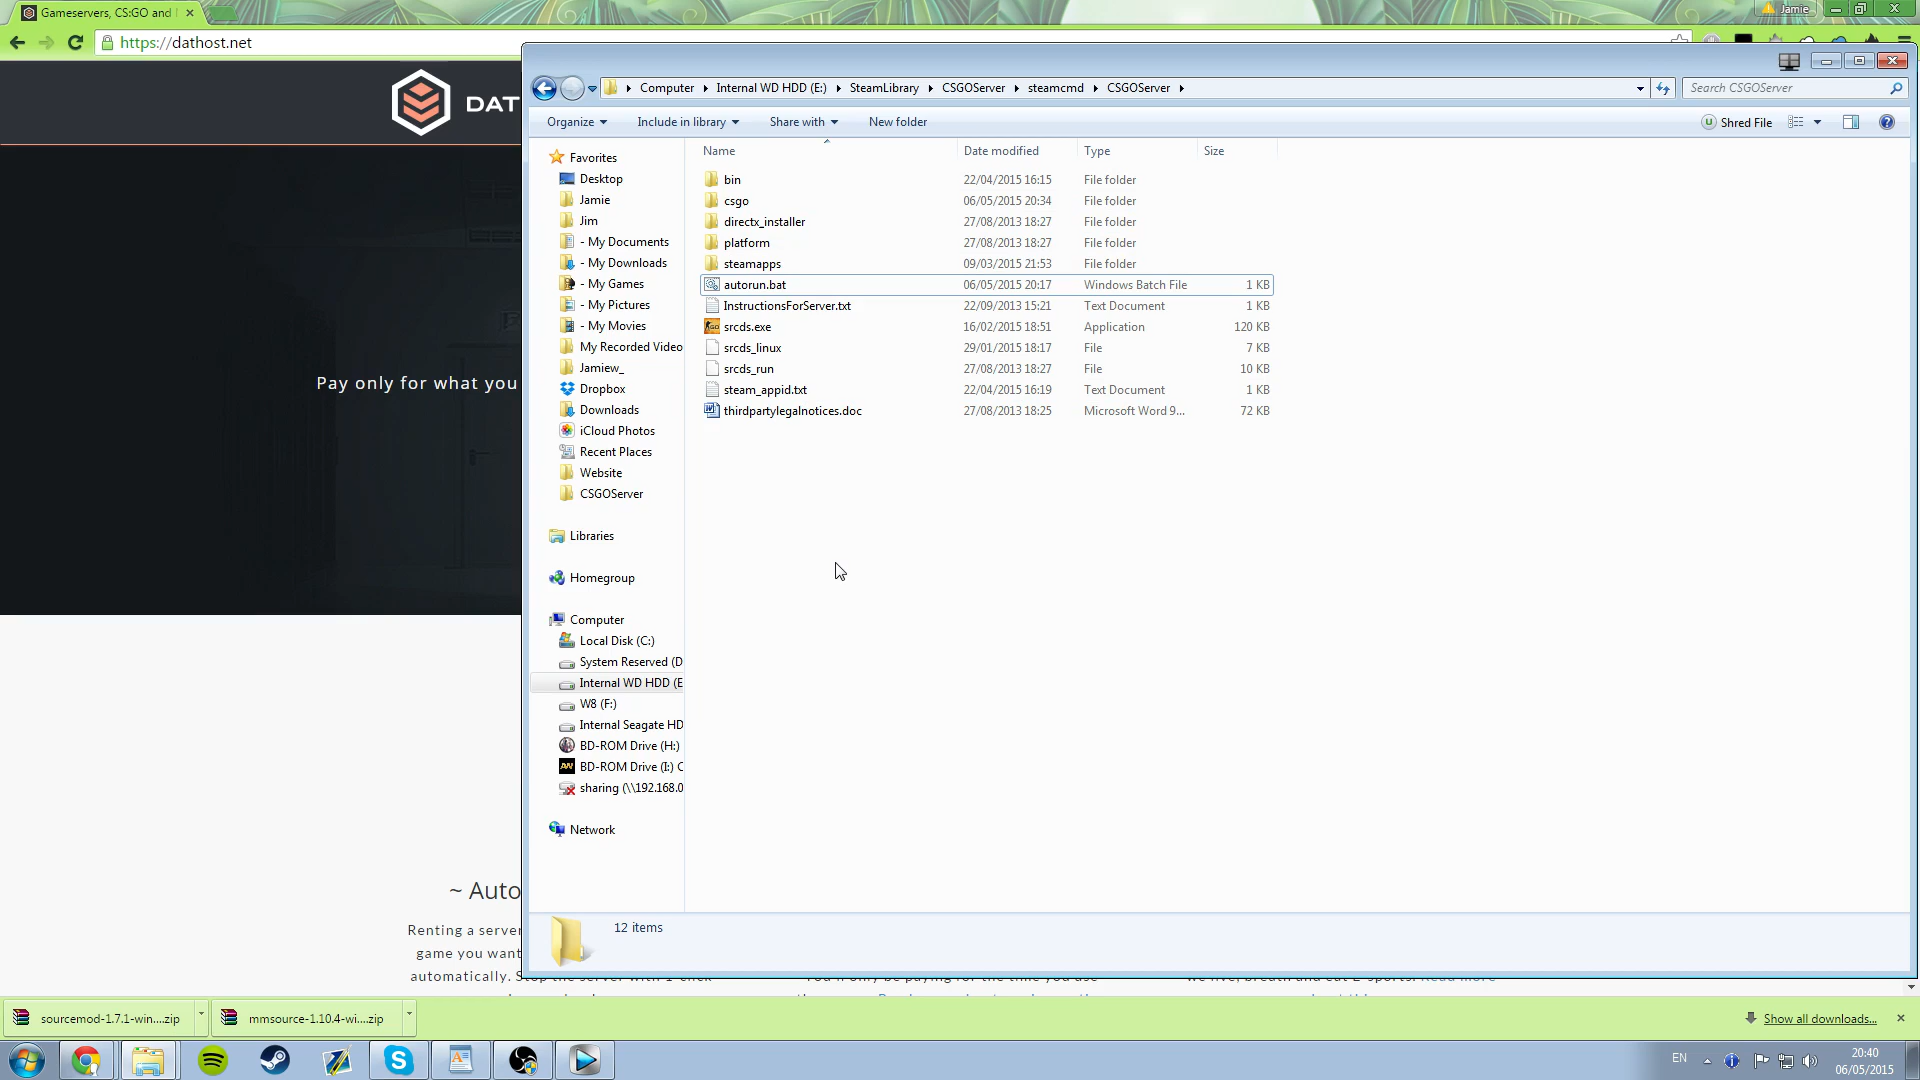 Gameservers, CS:GO and
Jamie
https://dathost.net
DAT
Pay only for what you
~ Auto
Renting a serve
game you want
Computer
Internal WD HDD (E:)
SteamLibrary
CSGOServer
steamcmd
CSGOServer
Search CSGOServer
Organize
Include in library
Share with
New folder
Shred File
Favorites
Desktop
Jamie
Jim
- My Documents
- My Downloads
- My Games
- My Pictures
- My Movies
My Recorded Video
Jamiew_
Dropbox
Downloads
iCloud Photos
Recent Places
Website
CSGOServer
Libraries
Homegroup
Computer
Local Disk (C:)
System Reserved (D
Internal WD HDD (E
W8 (F:)
Internal Seagate HD
BD-ROM Drive (H:)
BD-ROM Drive (I:) C
sharing (\\192.168.0
Network
Name Date modified Type Size
bin 22/04/2015 16:15 File folder
csgo 06/05/2015 20:34 File folder
directx_installer 27/08/2013 18:27 File folder
platform 27/08/2013 18:27 File folder
steamapps 09/03/2015 21:53 File folder
autorun.bat 06/05/2015 20:17 Windows Batch File 1 KB
InstructionsForServer.txt 22/09/2013 15:21 Text Document 1 KB
srcds.exe 16/02/2015 18:51 Application 120 KB
srcds_linux 29/01/2015 18:17 File 7 KB
srcds_run 27/08/2013 18:27 File 10 KB
steam_appid.txt 22/04/2015 16:19 Text Document 1 KB
thirdpartylegalnotices.doc 27/08/2013 18:25 Microsoft Word 9... 72 KB
12 items
sourcemod-1.7.1-win....zip
mmsource-1.10.4-wi....zip
Show all downloads...
EN
20:40
06/05/2015